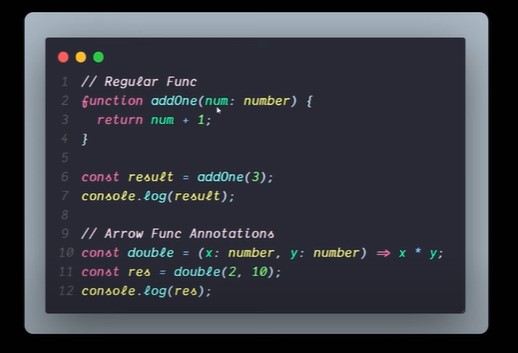 1 // Regular Func
2 function addOne(num: number) {
3   return num + 1;
4 }
5
6 const result = addOne(3);
7 console.log(result);
8
9 // Arrow Func Annotations
10 const double = (x: number, y: number) => x * y;
11 const res = double(2, 10);
12 console.log(res);